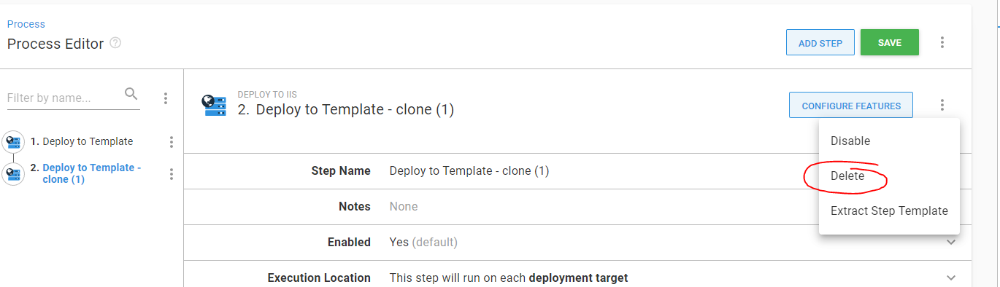 Process
Process Editor
ADD STEP
SAVE
Filter by name...
1. Deploy to Template
2. Deploy to Template -
clone (1)
DEPLOY TO IIS
2. Deploy to Template - clone (1)
CONFIGURE FEATURES
Disable
Delete
Extract Step Template
Step Name Deploy to Template - clone (1)
Notes None
Enabled Yes (default)
Execution Location This step will run on each deployment target